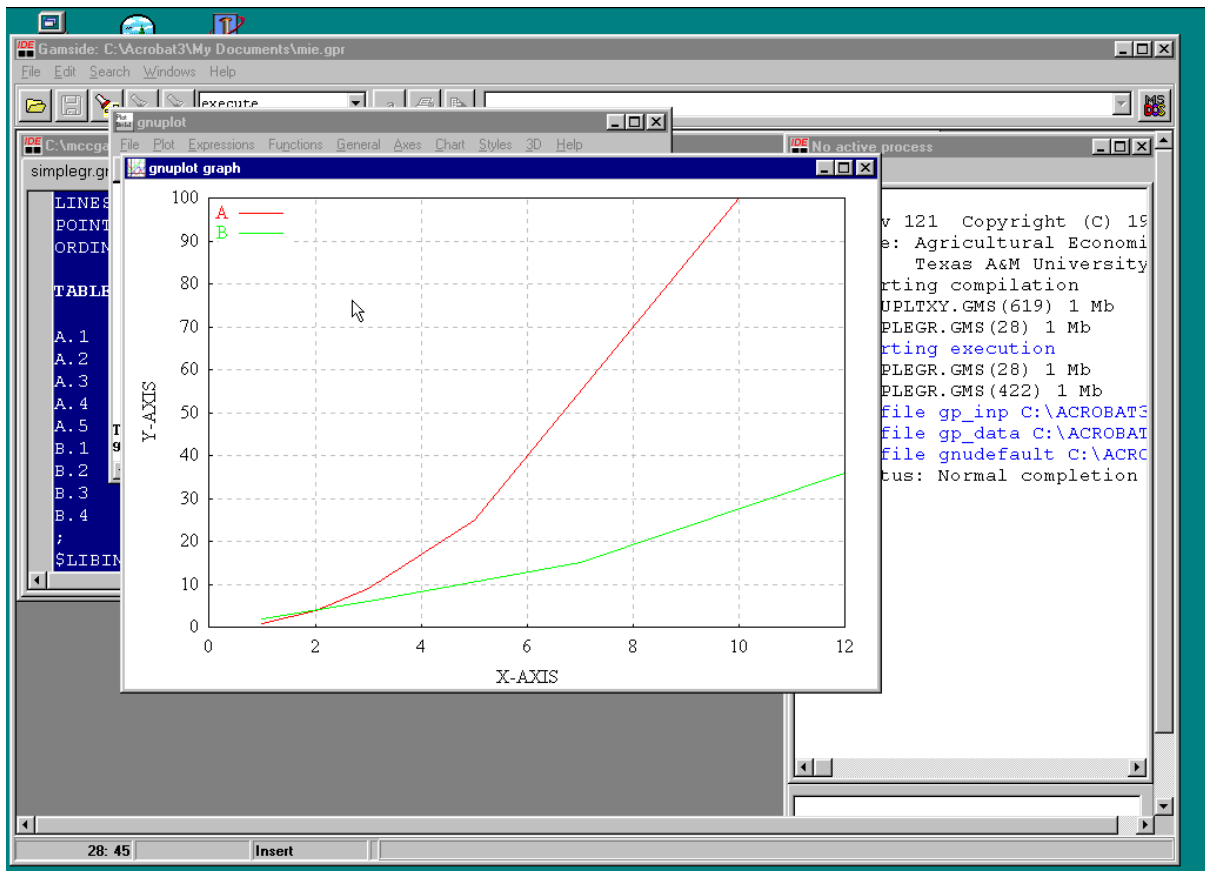 Gamside: C:\Acrobat3\My Documents\mie.gpr
File Edit Search Windows Help
execute
a
MS
DOS
gnuplot
File Plot Expressions Functions General Axes Chart Styles 3D Help
IDE C:\mccga
simplegr.gr
LINES
POINT
ORDIN
TABLE
A.1
A.2
A.3
A.4
A.5
B.1
B.2
B.3
B.4
;
$LIBIN
gnuplot graph
A
B
100
90
80
70
60
50
40
30
20
10
0
Y-AXIS
0 2 4 6 8 10 12
X-AXIS
IDE No active process
v 121 Copyright (C) 19
e: Agricultural Economi
Texas A&M University
rting compilation
UPLTXY.GMS(619) 1 Mb
PLEGR.GMS(28) 1 Mb
rting execution
PLEGR.GMS(28) 1 Mb
PLEGR.GMS(422) 1 Mb
file gp_inp C:\ACROBAT3
file gp_data C:\ACROBAT
file gnudefault C:\ACRO
tus: Normal completion
28: 45
Insert